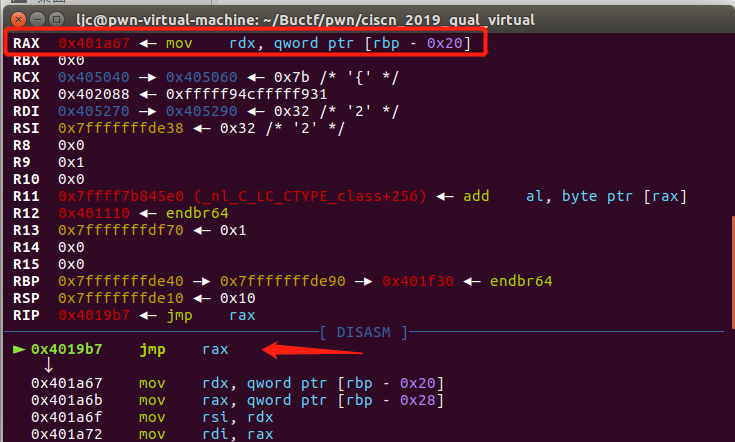 ljc@pwn-virtual-machine: ~/Buctf/pwn/ciscn_2019_qual_virtual
RAX 0x401a67 ◂— mov rdx, qword ptr [rbp - 0x20]
RBX 0x0
RCX 0x405040 —▸ 0x405060 ◂— 0x7b /* '{' */
RDX 0x402088 ◂— 0xfffff94cfffff931
RDI 0x405270 —▸ 0x405290 ◂— 0x32 /* '2' */
RSI 0x7fffffffde38 ◂— 0x32 /* '2' */
R8 0x0
R9 0x1
R10 0x0
R11 0x7ffff7b845e0 (_nl_C_LC_CTYPE_class+256) ◂— add al, byte ptr [rax]
R12 0x401110 ◂— endbr64
R13 0x7fffffffdf70 ◂— 0x1
R14 0x0
R15 0x0
RBP 0x7fffffffde40 —▸ 0x7fffffffde90 —▸ 0x401f30 ◂— endbr64
RSP 0x7fffffffde10 ◂— 0x10
RIP 0x4019b7 ◂— jmp rax
[ DISASM ]
► 0x4019b7 jmp rax
↓
0x401a67 mov rdx, qword ptr [rbp - 0x20]
0x401a6b mov rax, qword ptr [rbp - 0x28]
0x401a6f mov rsi, rdx
0x401a72 mov rdi, rax